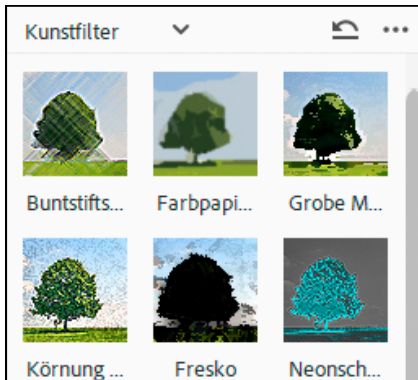 Kunstfilter
Buntstifts... Farbpapi... Grobe M...
Körnung ... Fresko Neonsch...